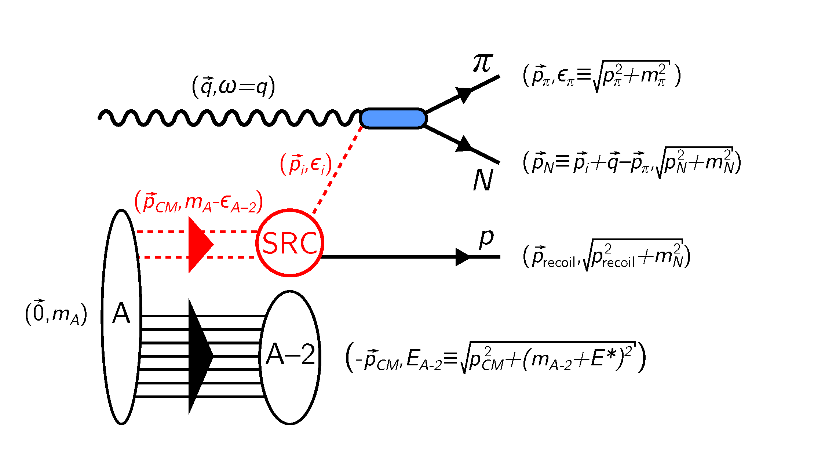 π
(p⃗_π, ϵ_π≡√(p_π²+m_π²))
(q⃗,ω=q)
(p⃗_i,ϵ_i)
(p⃗_N≡p⃗_i+q⃗–p⃗_π,√(p_N²+m_N²))
N
(p⃗_CM,m_A-ϵ_A–2)
SRC
p
(p⃗_recoil,√(p_recoil²+m_N²))
(0⃗,m_A)
A
A–2
(-p⃗_CM,E_A-2≡√(p_CM²+(m_A-2+E*)²))